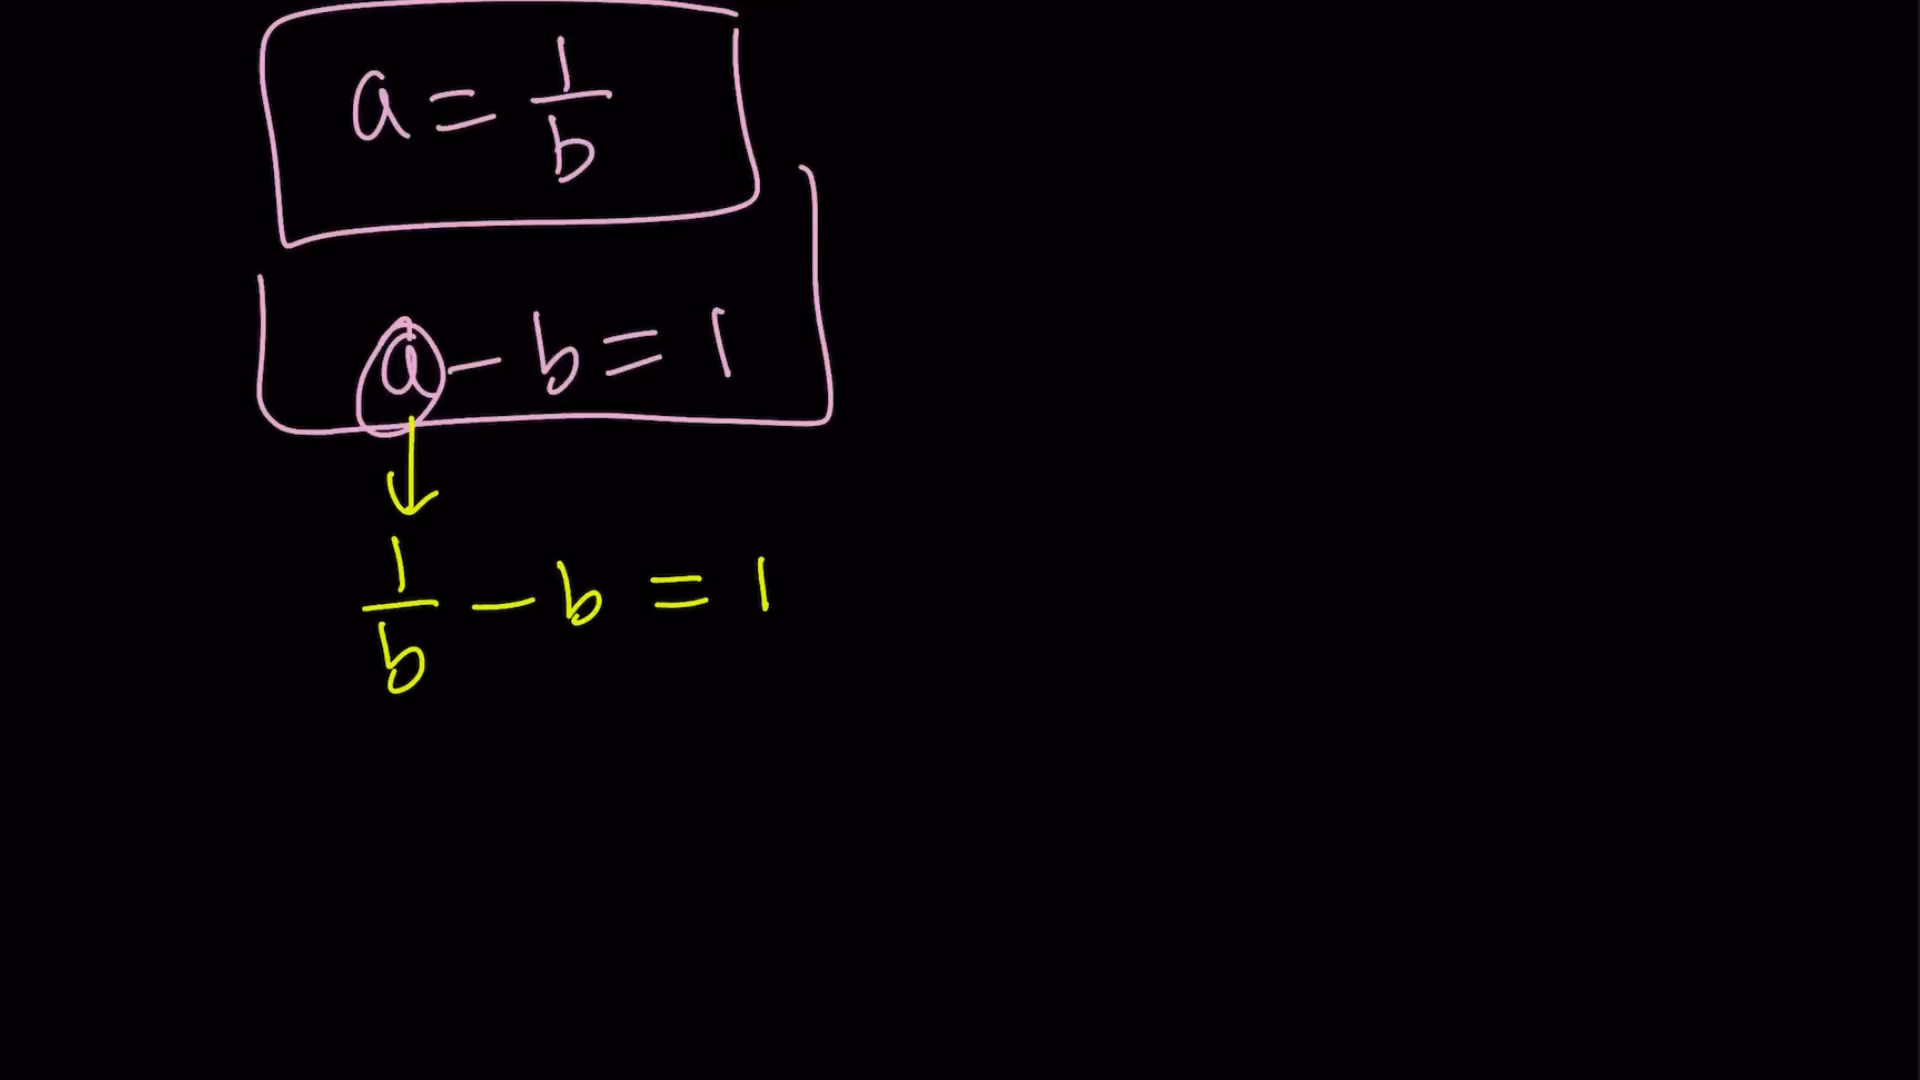 a = 1/b
a - b = 1
1/b - b = 1